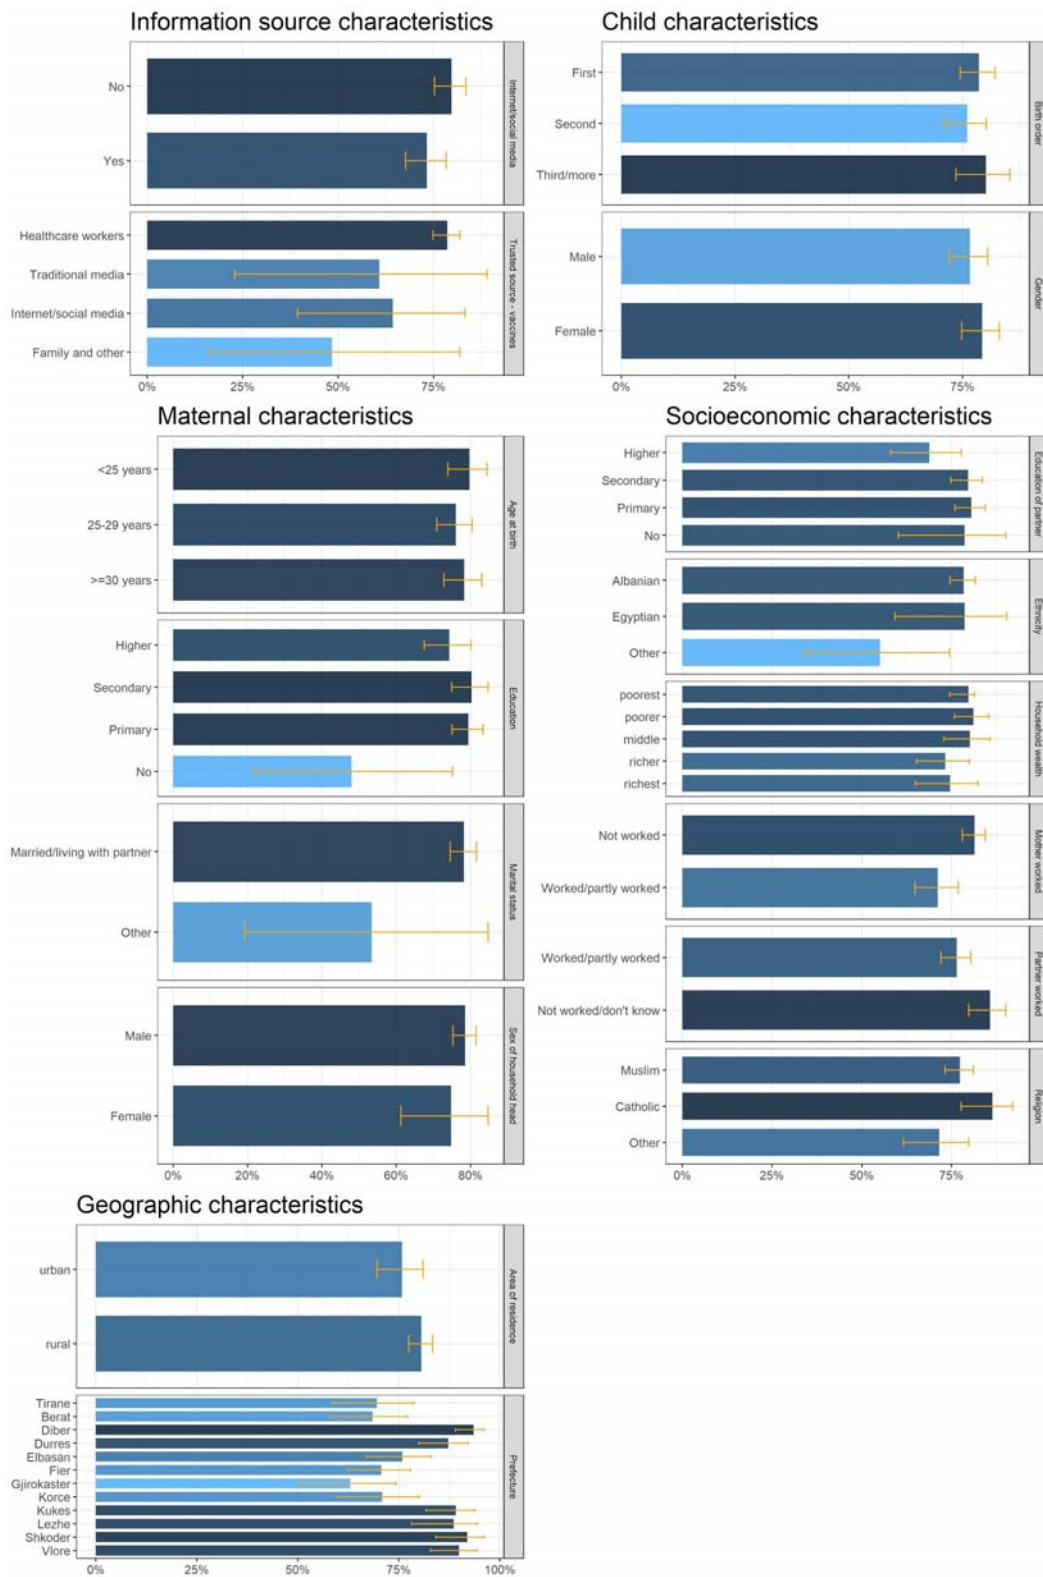 Information source characteristics
No
Yes
Internet/social media
Healthcare workers
Traditional media
Internet/social media
Family and other
Trusted source - vaccines
0% 25% 50% 75%
Child characteristics
First
Second
Third/more
Birth order
Male
Female
Gender
0% 25% 50% 75%
Maternal characteristics
<25 years
25-29 years
>=30 years
Age at birth
Higher
Secondary
Primary
No
Education
Married/living with partner
Other
Marital status
Male
Female
Sex of household head
0% 20% 40% 60% 80%
Socioeconomic characteristics
Higher
Secondary
Primary
No
Education of partner
Albanian
Egyptian
Other
Ethnicity
poorest
poorer
middle
richer
richest
Household wealth
Not worked
Worked/partly worked
Mother worked
Worked/partly worked
Not worked/don't know
Partner worked
Muslim
Catholic
Other
Religion
0% 25% 50% 75%
Geographic characteristics
urban
rural
Area of residence
Tirane
Berat
Diber
Durres
Elbasan
Fier
Gjirokaster
Korce
Kukes
Lezhe
Shkoder
Vlore
Prefecture
0% 25% 50% 75% 100%